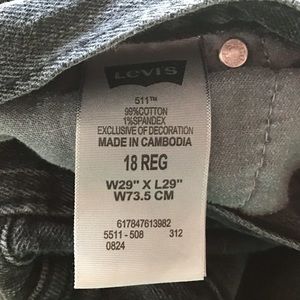 LEVI'S
511™
99%COTTON
1%SPANDEX
EXCLUSIVE OF DECORATION
MADE IN CAMBODIA
18 REG
W29" X L29"
W73.5 CM
617847613982
5511 - 508 312
0824